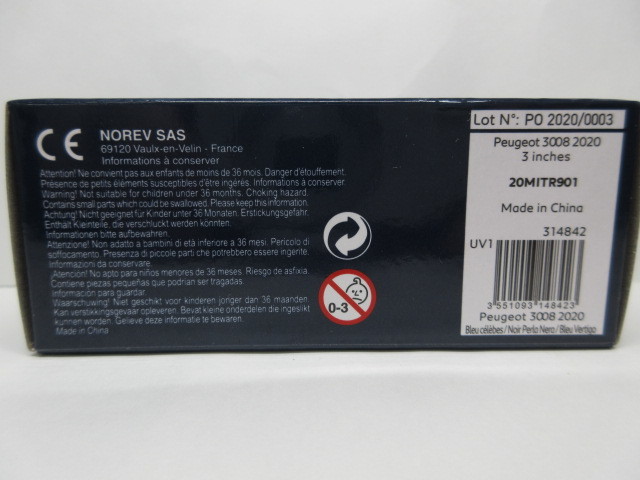 CE
NOREV SAS
69120 Vaulx-en-Velin - France
Informations à conserver
Attention! Ne convient pas aux enfants de moins de 36 mois. Danger d'étouffement.
Présence de petits éléments susceptibles d'être ingérés. Informations à conserver.
Warning! Not suitable for children under 36 months. Choking hazard.
Contains small parts which could be swallowed. Please keep this information.
Achtung! Nicht geeignet für Kinder unter 36 Monaten. Erstickungsgefahr.
Enthält Kleinteile, die verschluckt werden könnten.
Informationen bitte aufbewahren.
Attenzione! Non adatto a bambini di età inferiore a 36 mesi. Pericolo di
soffocamento. Presenza di piccole parti che potrebbero essere ingerite.
Informazioni da conservare.
¡Atención! No apto para niños menores de 36 meses. Riesgo de asfixia.
Contiene piezas pequeñas que podrían ser tragadas.
Información para guardar.
Waarschuwing! Niet geschikt voor kinderen jonger dan 36 maanden.
Kan verstikkingsgevaar opleveren. Bevat kleine onderdelen die ingeslikt
kunnen worden. Gelieve deze informatie te bewaren.
Made in China
0-3
Lot N°: PO 2020/0003
Peugeot 3008 2020
3 inches
20MITR901
Made in China
314842
UV1
3 551093 148423
Peugeot 3008 2020
Bleu célèbes / Noir Perla Nera / Bleu Vertigo